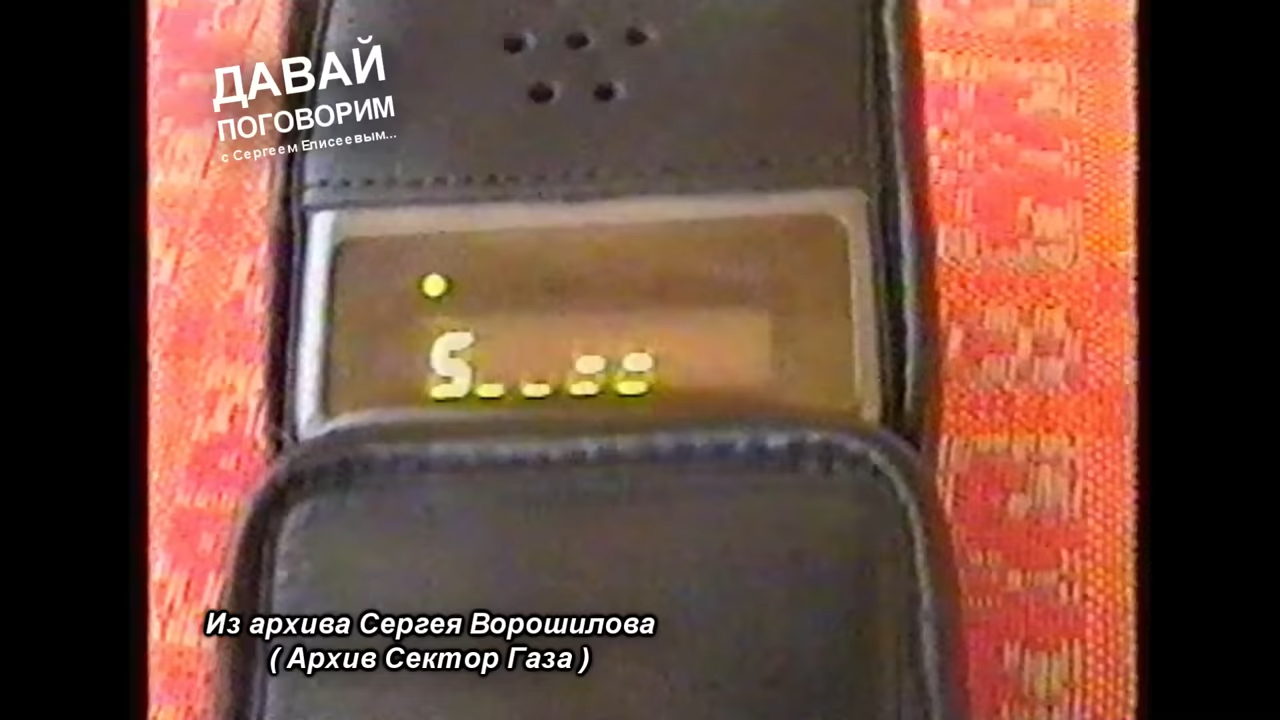 ДАВАЙ
ПОГОВОРИМ
с Сергеем Елисеевым...
Из архива Сергея Ворошилова
( Архив Сектор Газа )